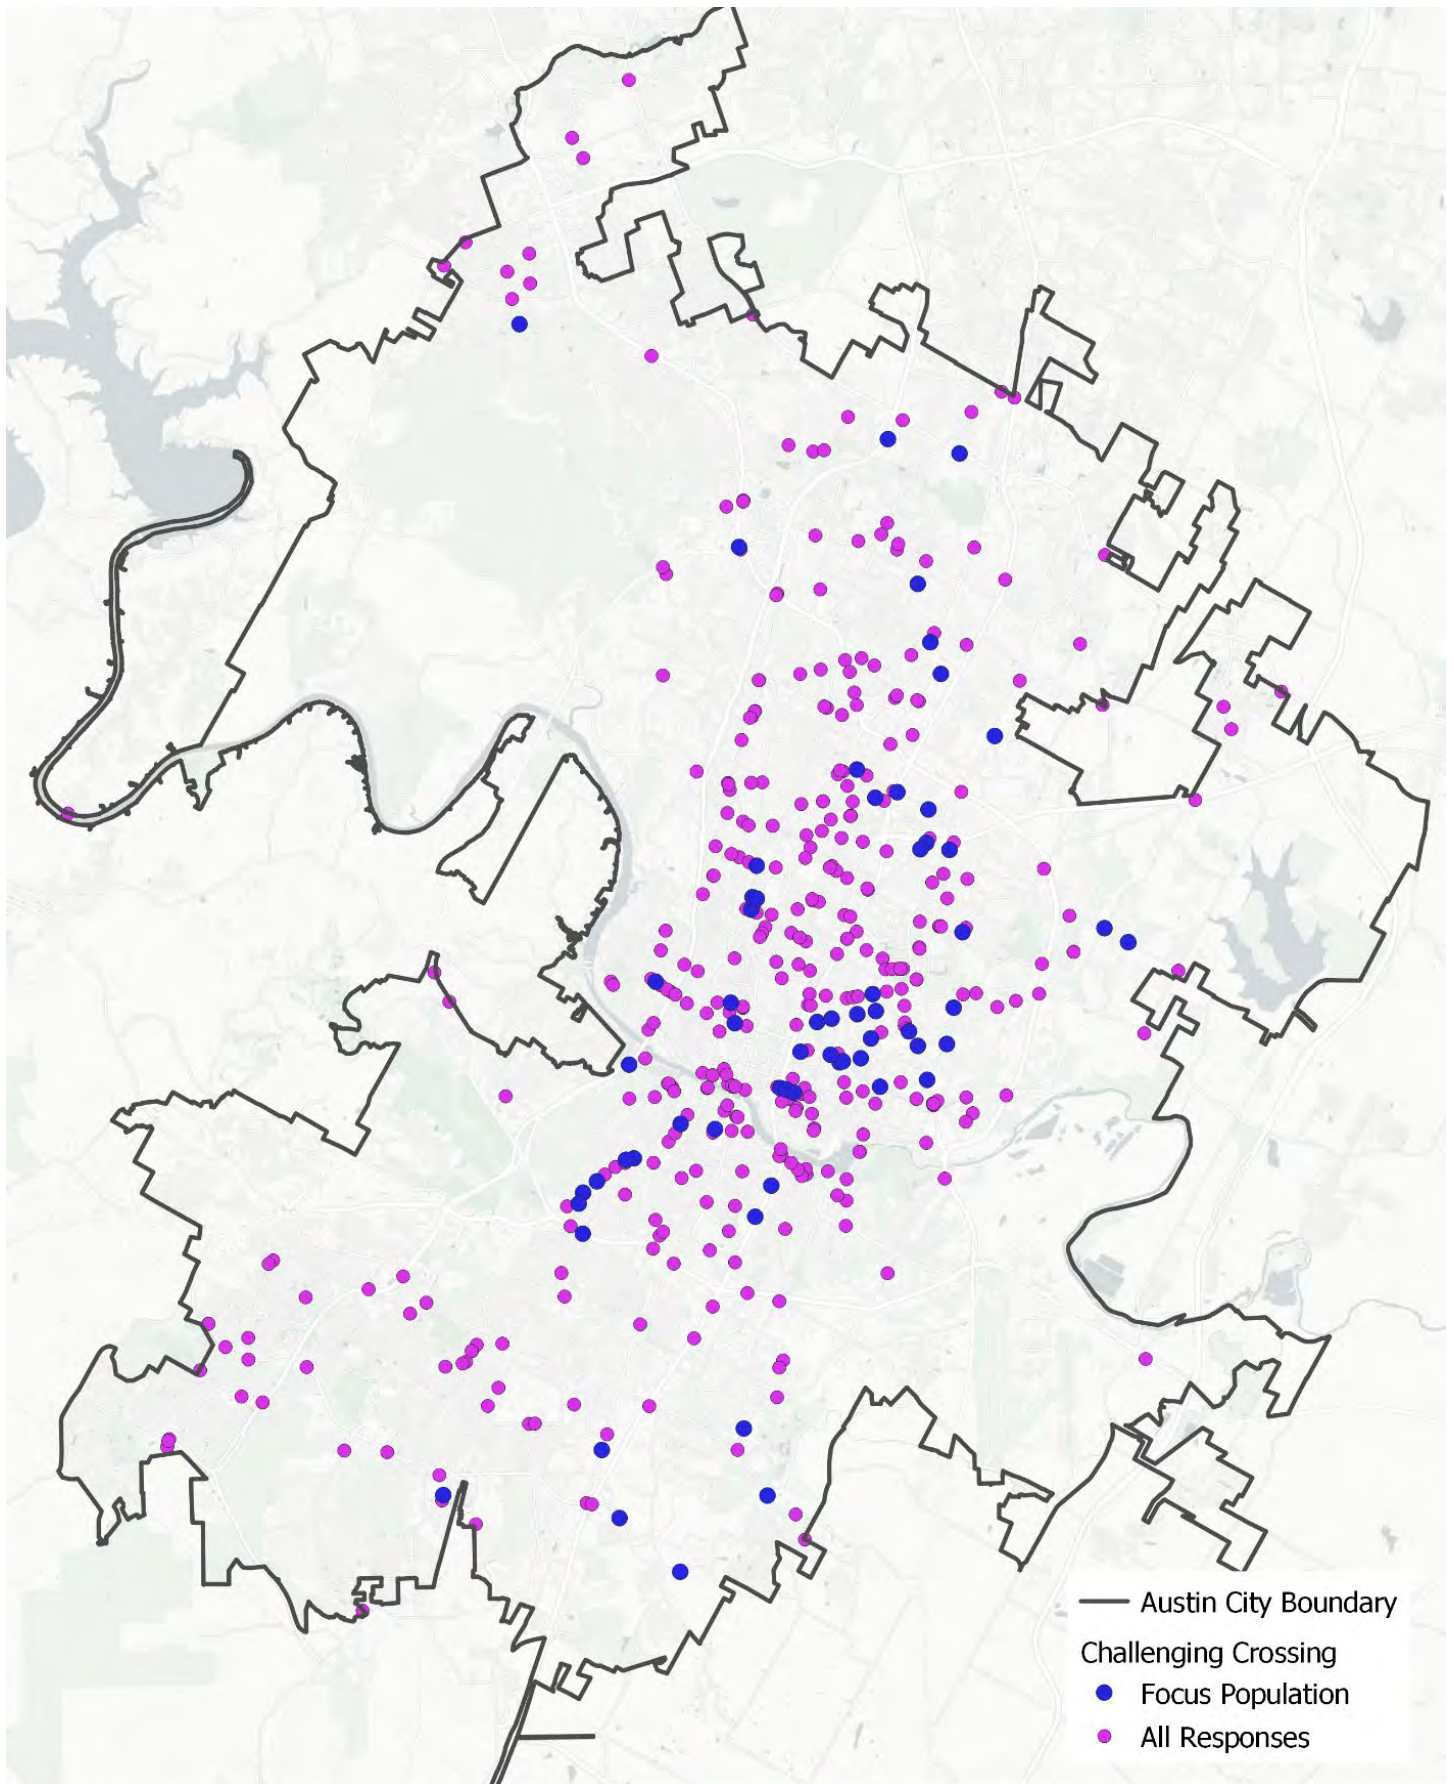 Austin City Boundary
Challenging Crossing
Focus Population
All Responses